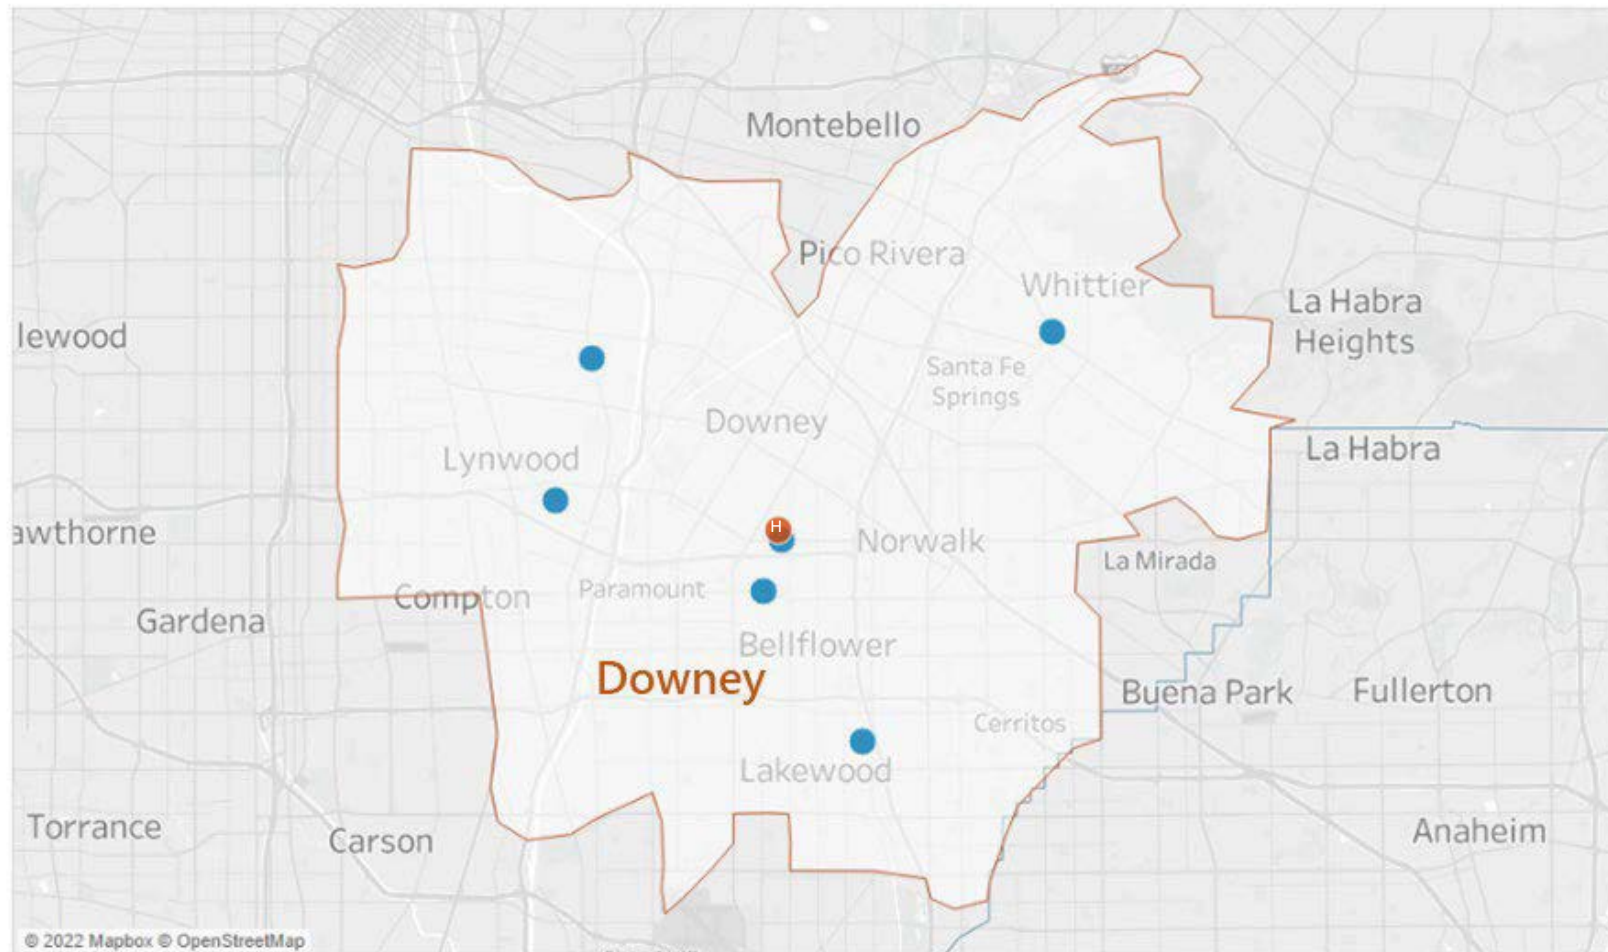 Montebello
Pico Rivera
Whittier
La Habra
Heights
lewood
Santa Fe
Springs
Downey
La Habra
Lynwood
H
awthorne
Norwalk
La Mirada
Paramount
Compton
Gardena
Bellflower
Downey
Buena Park
Fullerton
Cerritos
Lakewood
Torrance
Carson
Anaheim
© 2022 Mapbox © OpenStreetMap